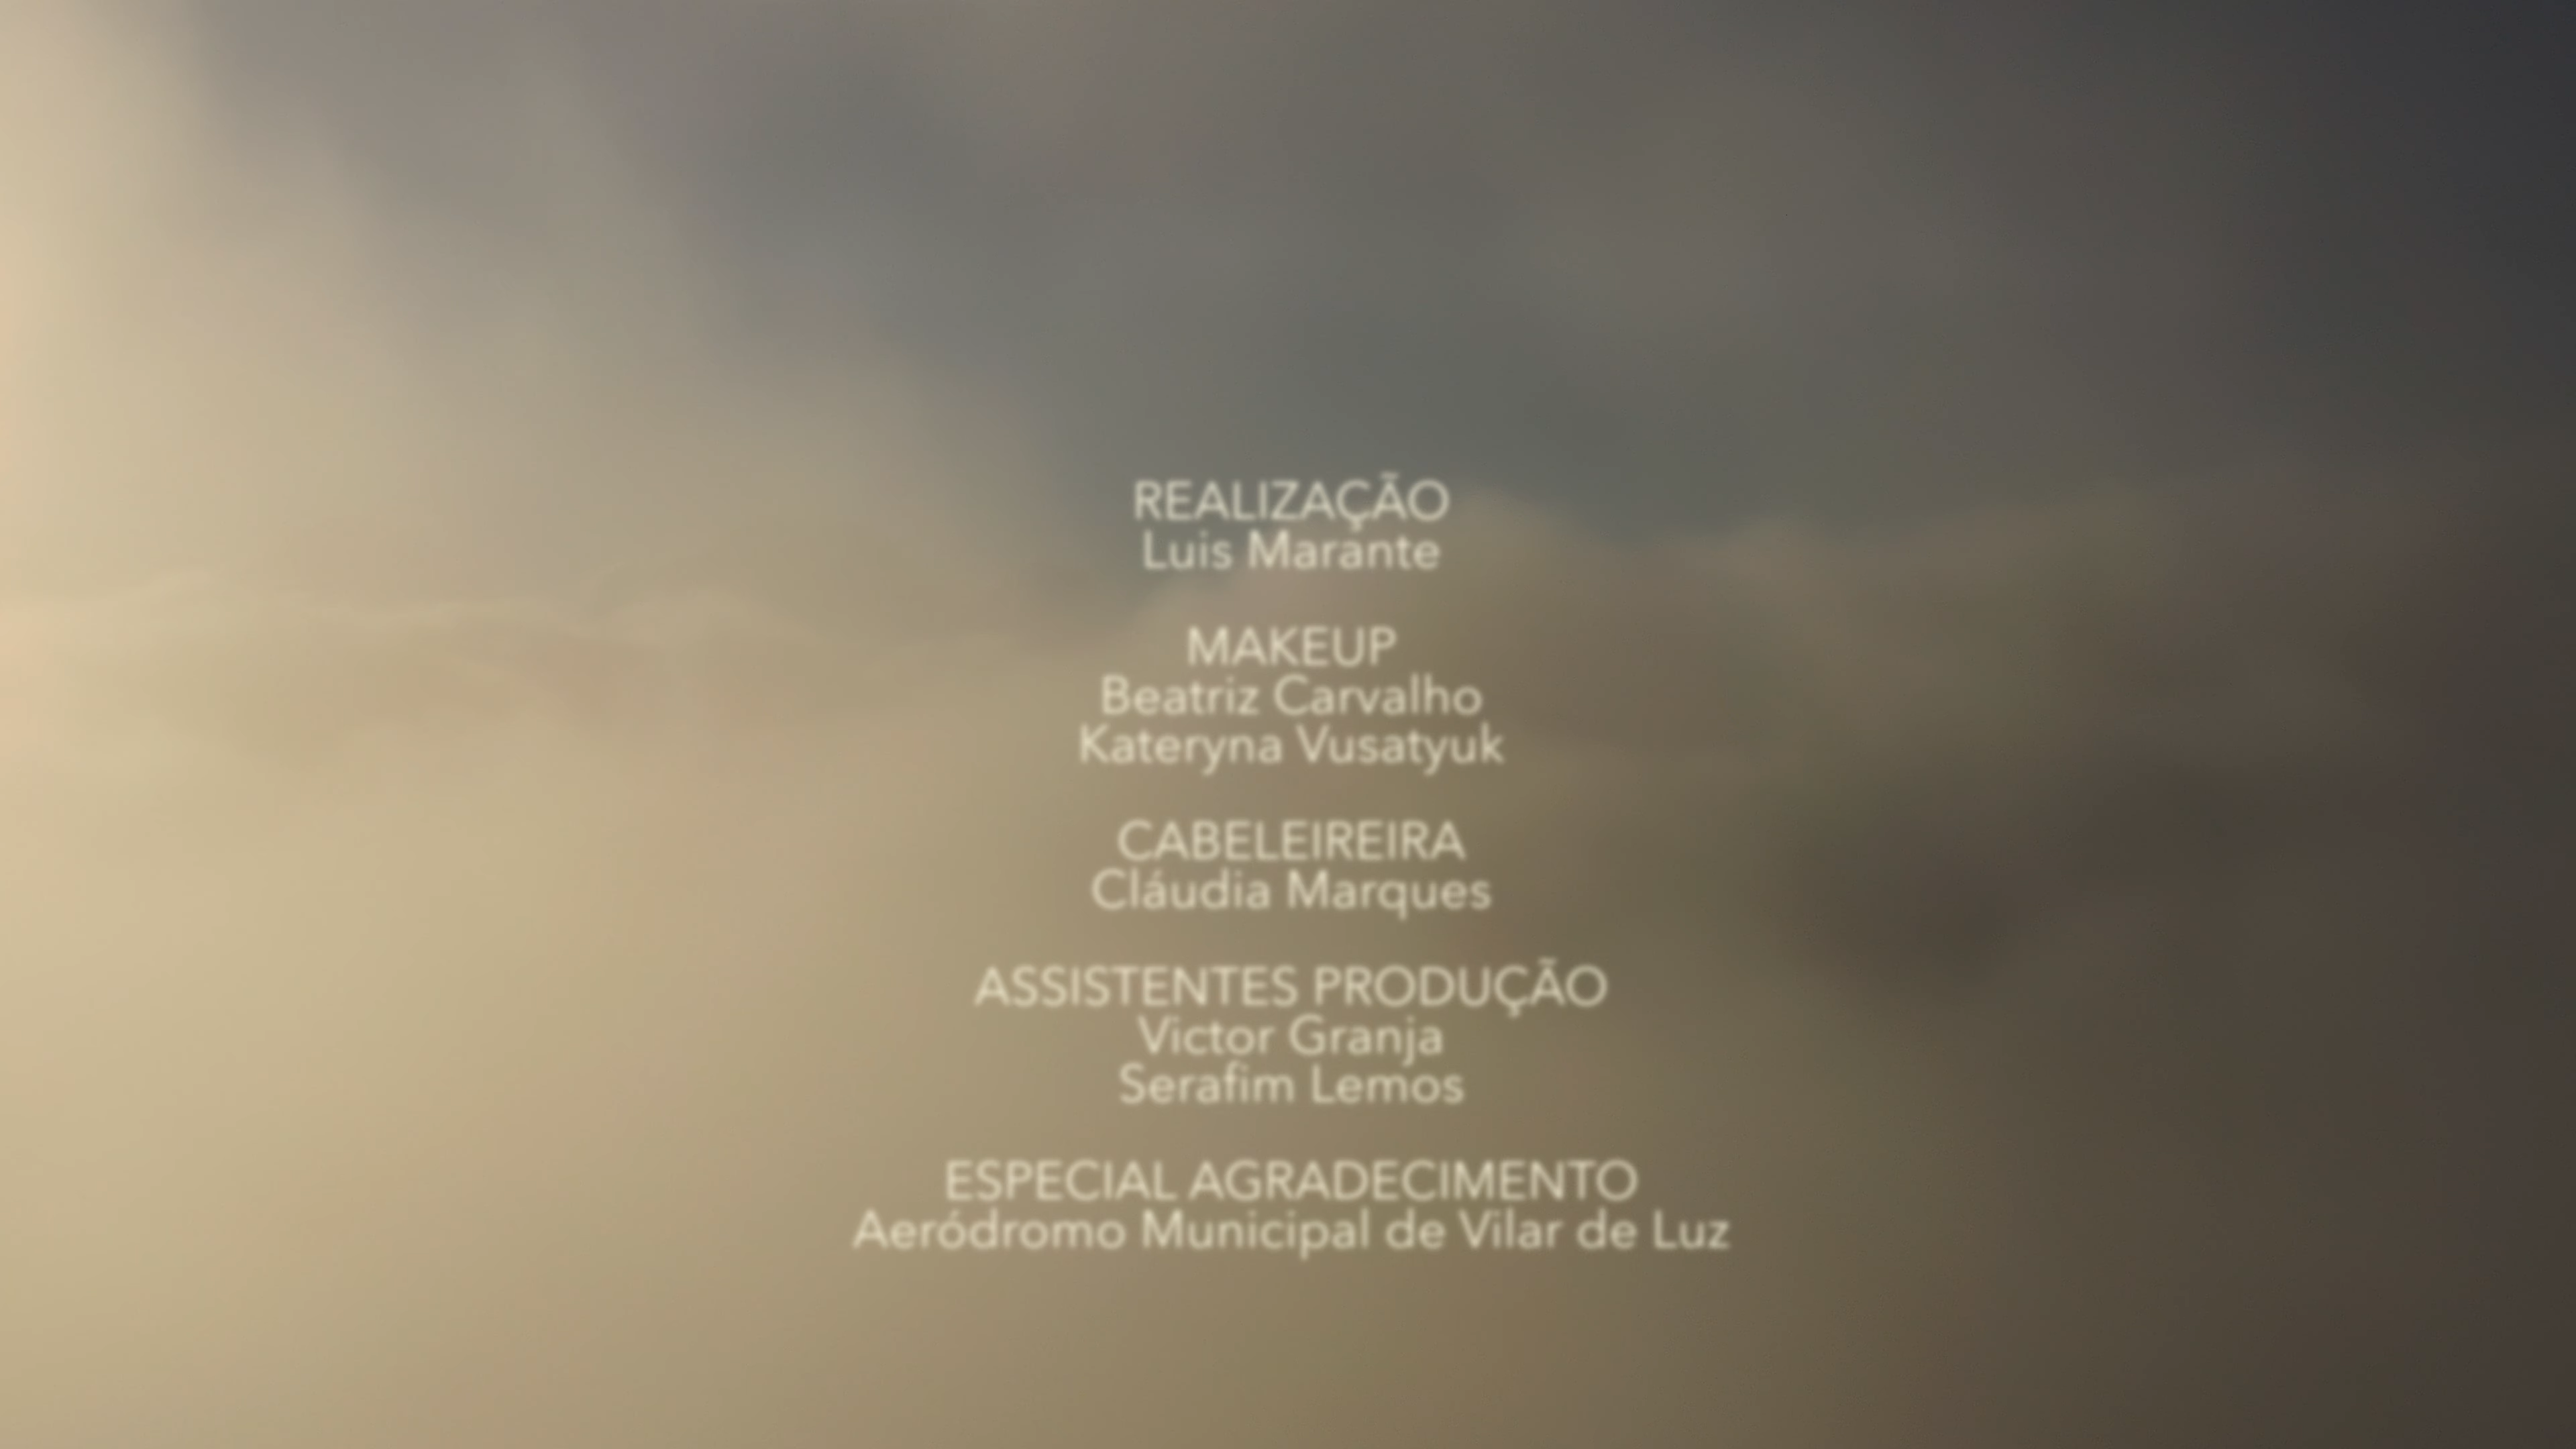 REALIZAÇÃO
Luis Marante
MAKEUP
Beatriz Carvalho
Kateryna Vusatyuk
CABELEIREIRA
Cláudia Marques
ASSISTENTES PRODUÇÃO
Victor Granja
Serafim Lemos
ESPECIAL AGRADECIMENTO
Aeródromo Municipal de Vilar de Luz